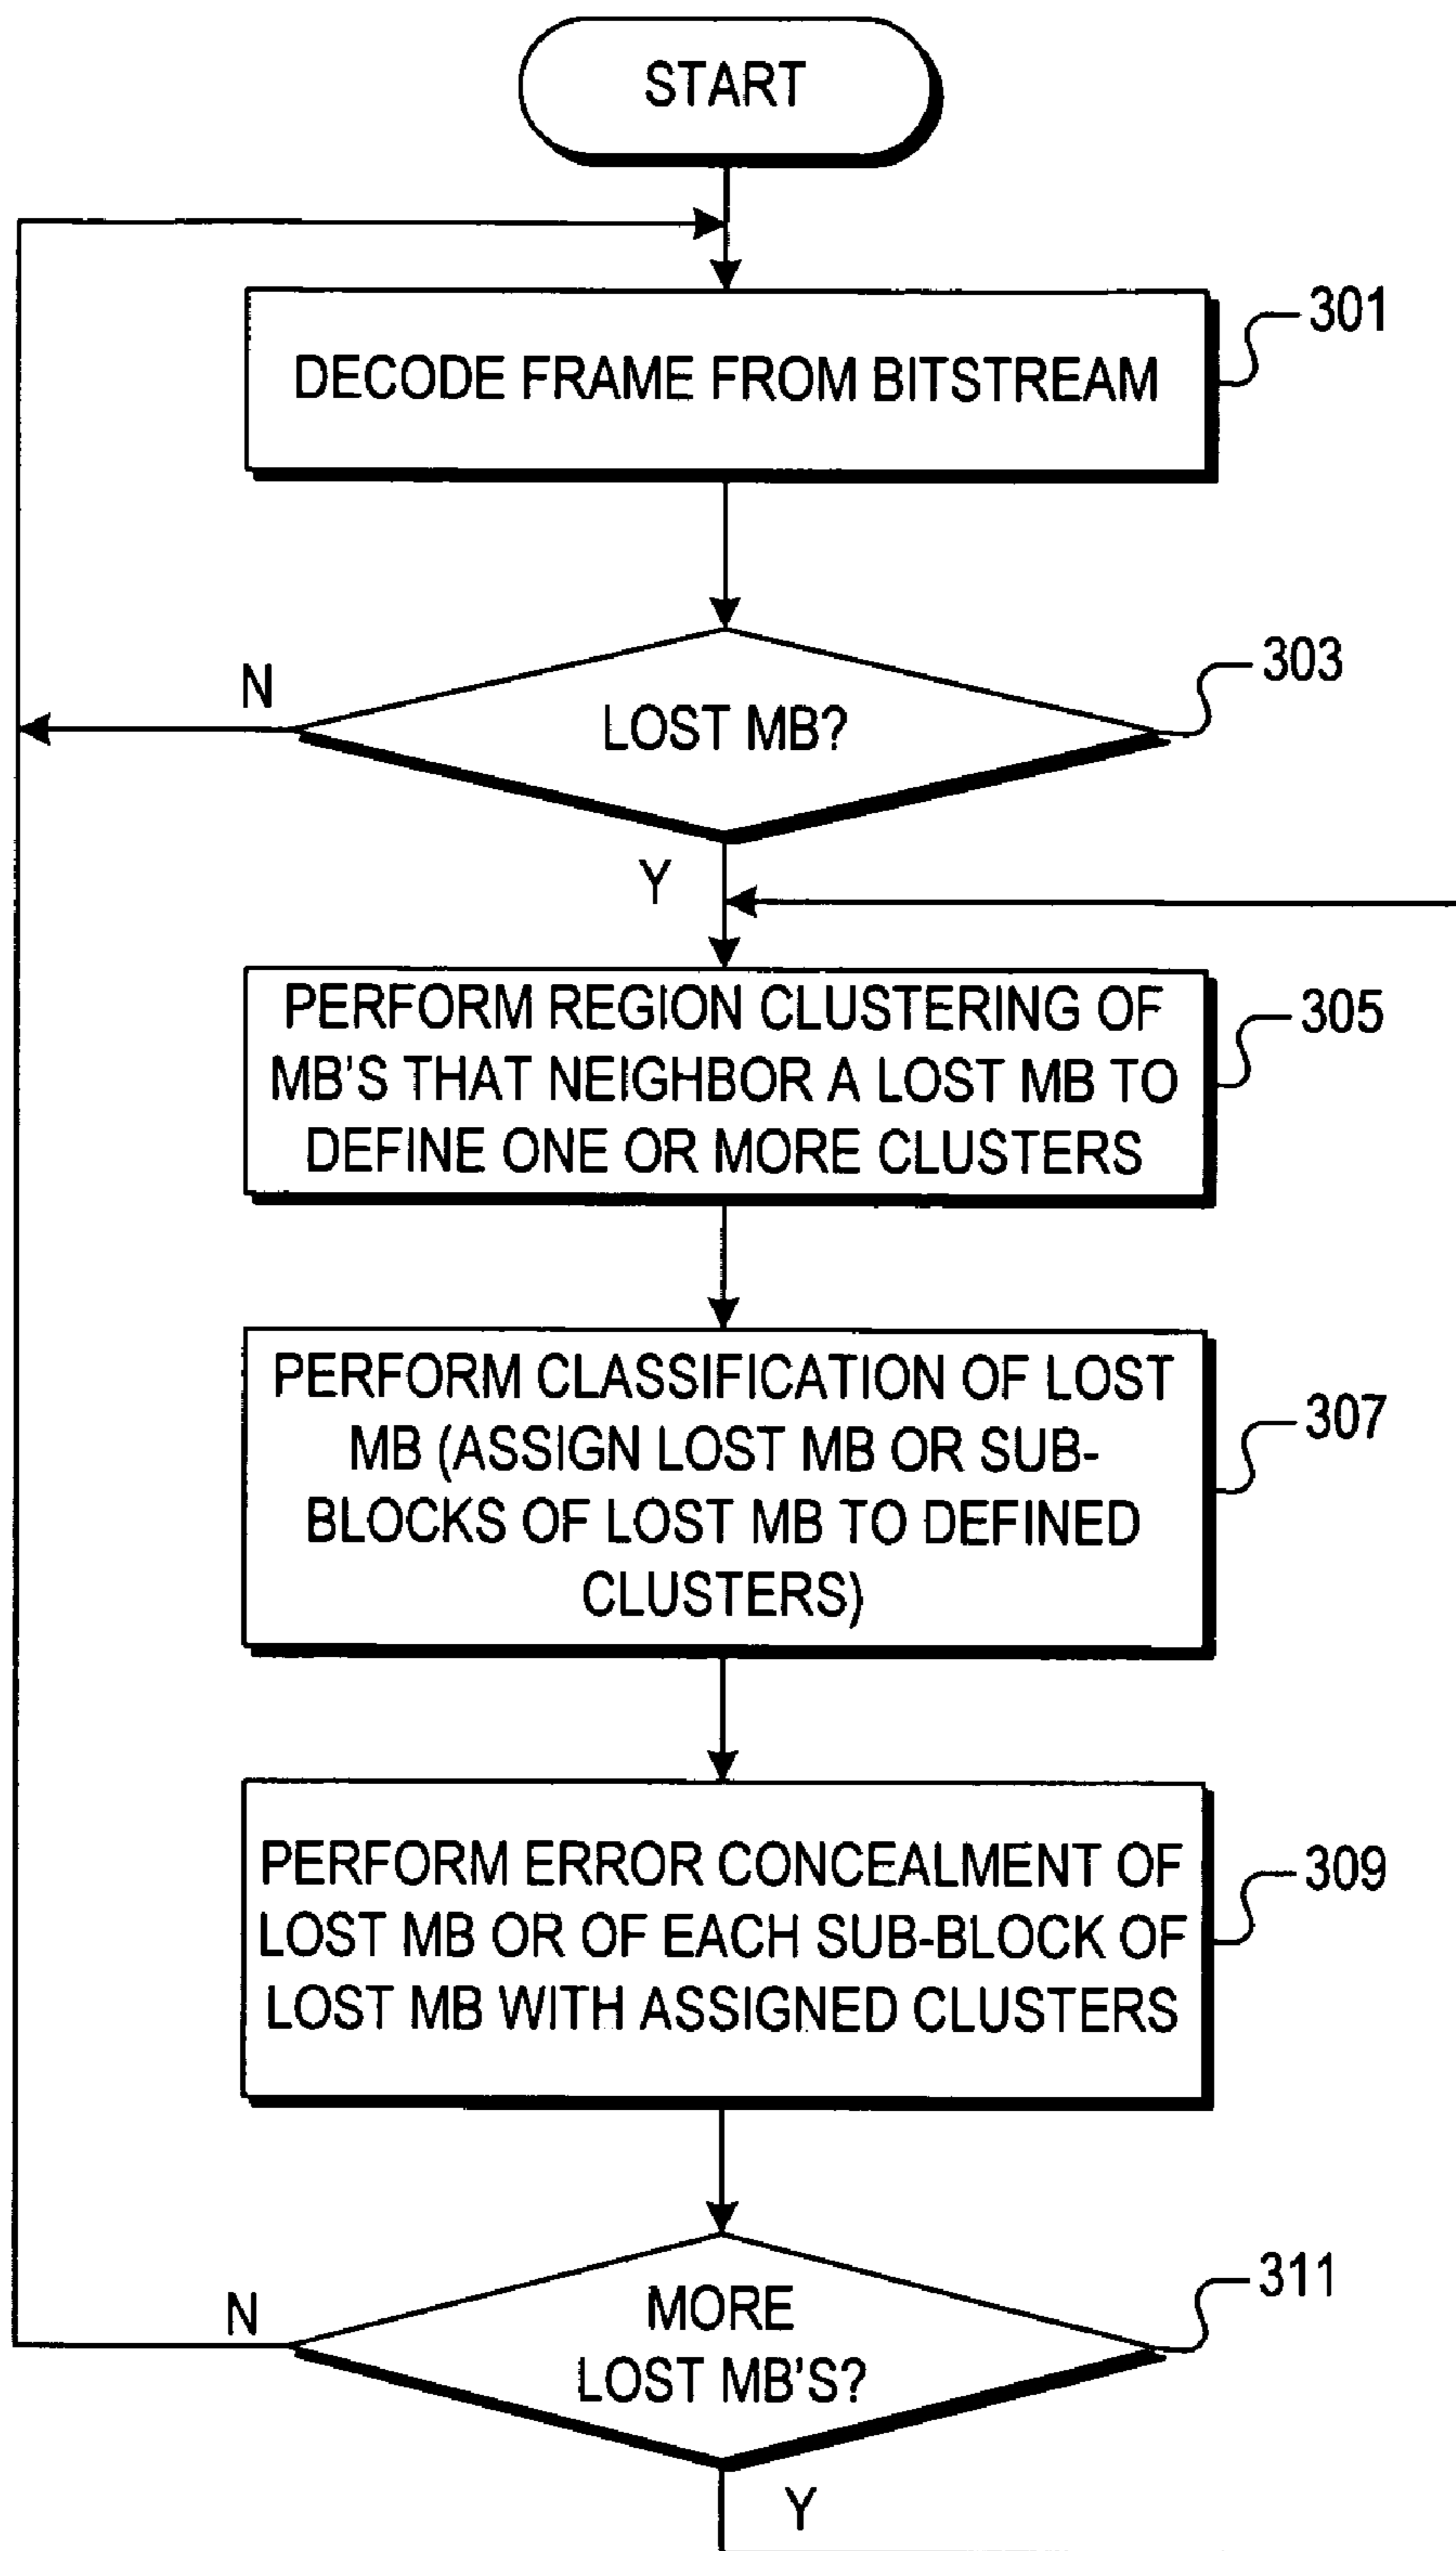 START
DECODE FRAME FROM BITSTREAM
301
N
LOST MB?
303
Y
PERFORM REGION CLUSTERING OF
MB'S THAT NEIGHBOR A LOST MB TO
DEFINE ONE OR MORE CLUSTERS
305
PERFORM CLASSIFICATION OF LOST
MB (ASSIGN LOST MB OR SUB-
BLOCKS OF LOST MB TO DEFINED
CLUSTERS)
307
PERFORM ERROR CONCEALMENT OF
LOST MB OR OF EACH SUB-BLOCK OF
LOST MB WITH ASSIGNED CLUSTERS
309
N
MORE
LOST MB'S?
311
Y